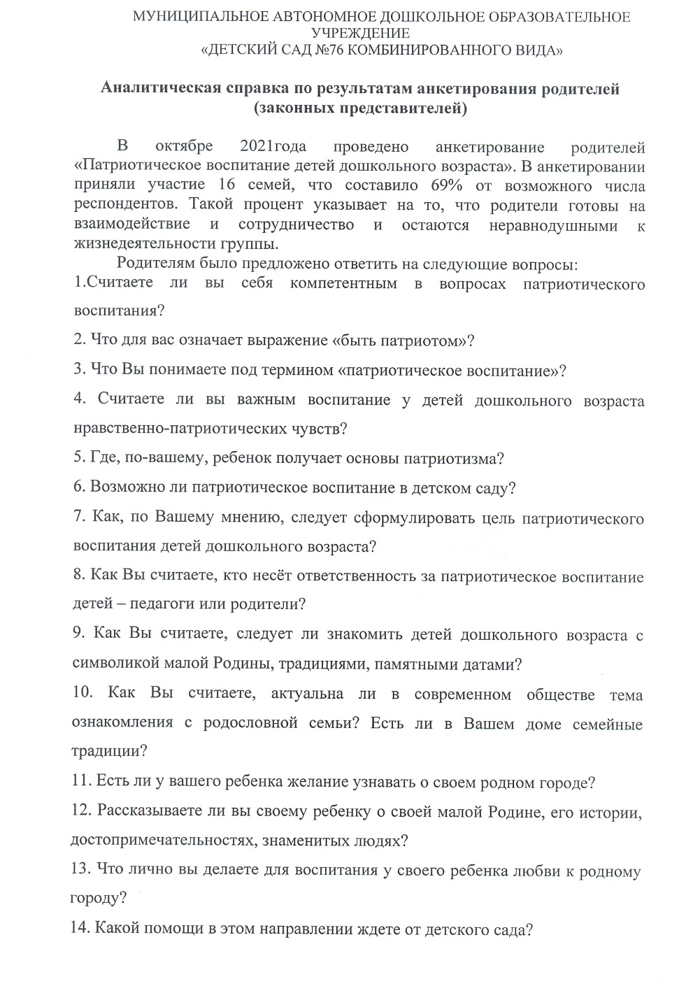 МУНИЦИПАЛЬНОЕ АВТОНОМНОЕ ДОШКОЛЬНОЕ ОБРАЗОВАТЕЛЬНОЕ
УЧРЕЖДЕНИЕ
«ДЕТСКИЙ САД №76 КОМБИНИРОВАННОГО ВИДА»
Аналитическая справка по результатам анкетирования родителей
(законных представителей)
В октябре 2021года проведено анкетирование родителей
«Патриотическое воспитание детей дошкольного возраста». В анкетировании
приняли участие 16 семей, что составило 69% от возможного числа
респондентов. Такой процент указывает на то, что родители готовы на
взаимодействие и сотрудничество и остаются неравнодушными к
жизнедеятельности группы.
Родителям было предложено ответить на следующие вопросы:
1.Считаете ли вы себя компетентным в вопросах патриотического
воспитания?
2. Что для вас означает выражение «быть патриотом»?
3. Что Вы понимаете под термином «патриотическое воспитание»?
4. Считаете ли вы важным воспитание у детей дошкольного возраста
нравственно-патриотических чувств?
5. Где, по-вашему, ребенок получает основы патриотизма?
6. Возможно ли патриотическое воспитание в детском саду?
7. Как, по Вашему мнению, следует сформулировать цель патриотического
воспитания детей дошкольного возраста?
8. Как Вы считаете, кто несёт ответственность за патриотическое воспитание
детей – педагоги или родители?
9. Как Вы считаете, следует ли знакомить детей дошкольного возраста с
символикой малой Родины, традициями, памятными датами?
10. Как Вы считаете, актуальна ли в современном обществе тема
ознакомления с родословной семьи? Есть ли в Вашем доме семейные
традиции?
11. Есть ли у вашего ребенка желание узнавать о своем родном городе?
12. Рассказываете ли вы своему ребенку о своей малой Родине, его истории,
достопримечательностях, знаменитых людях?
13. Что лично вы делаете для воспитания у своего ребенка любви к родному
городу?
14. Какой помощи в этом направлении ждете от детского сада?